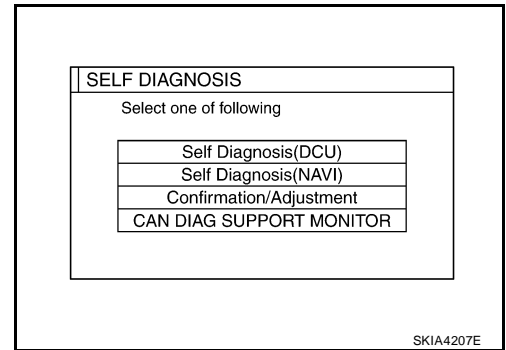 SELF DIAGNOSIS
Select one of following
Self Diagnosis(DCU)
Self Diagnosis(NAVI)
Confirmation/Adjustment
CAN DIAG SUPPORT MONITOR
SKIA4207E